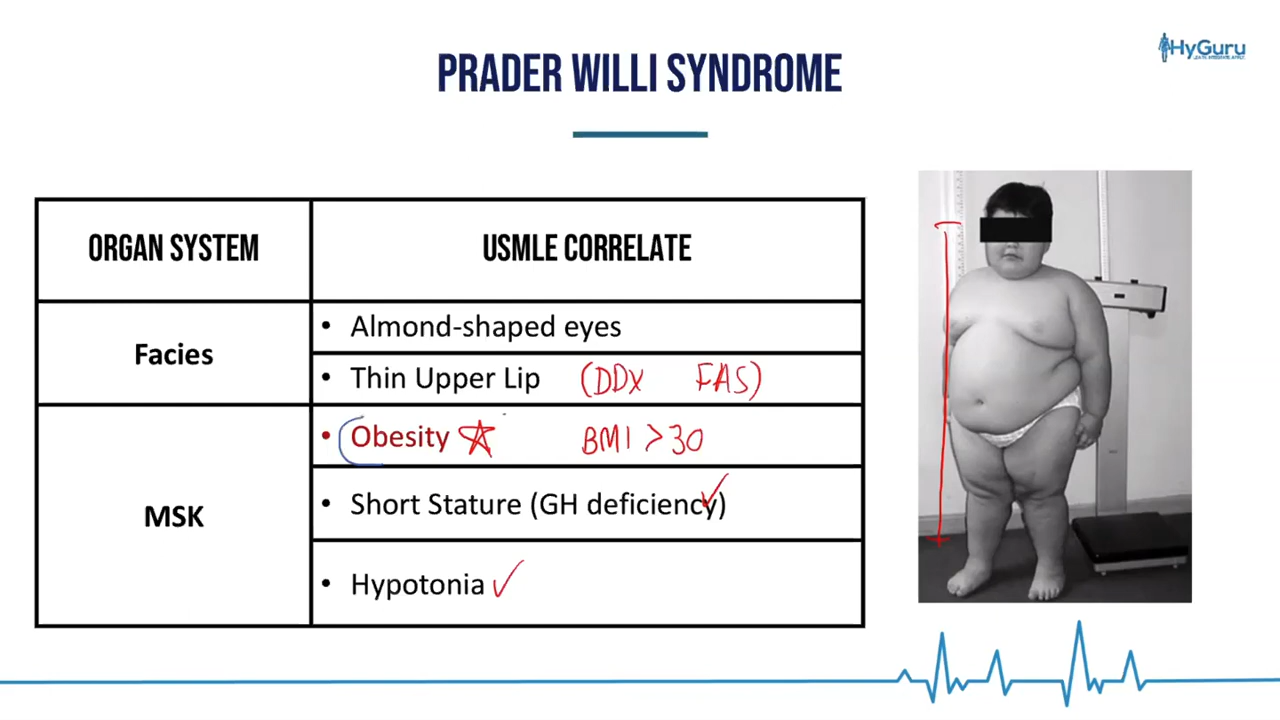 HyGuru
PRADER WILLI SYNDROME
ORGAN SYSTEM
USMLE CORRELATE
Facies
• Almond-shaped eyes
• Thin Upper Lip (DDX FAS)
MSK
• Obesity BMI > 30
• Short Stature (GH deficiency)
• Hypotonia